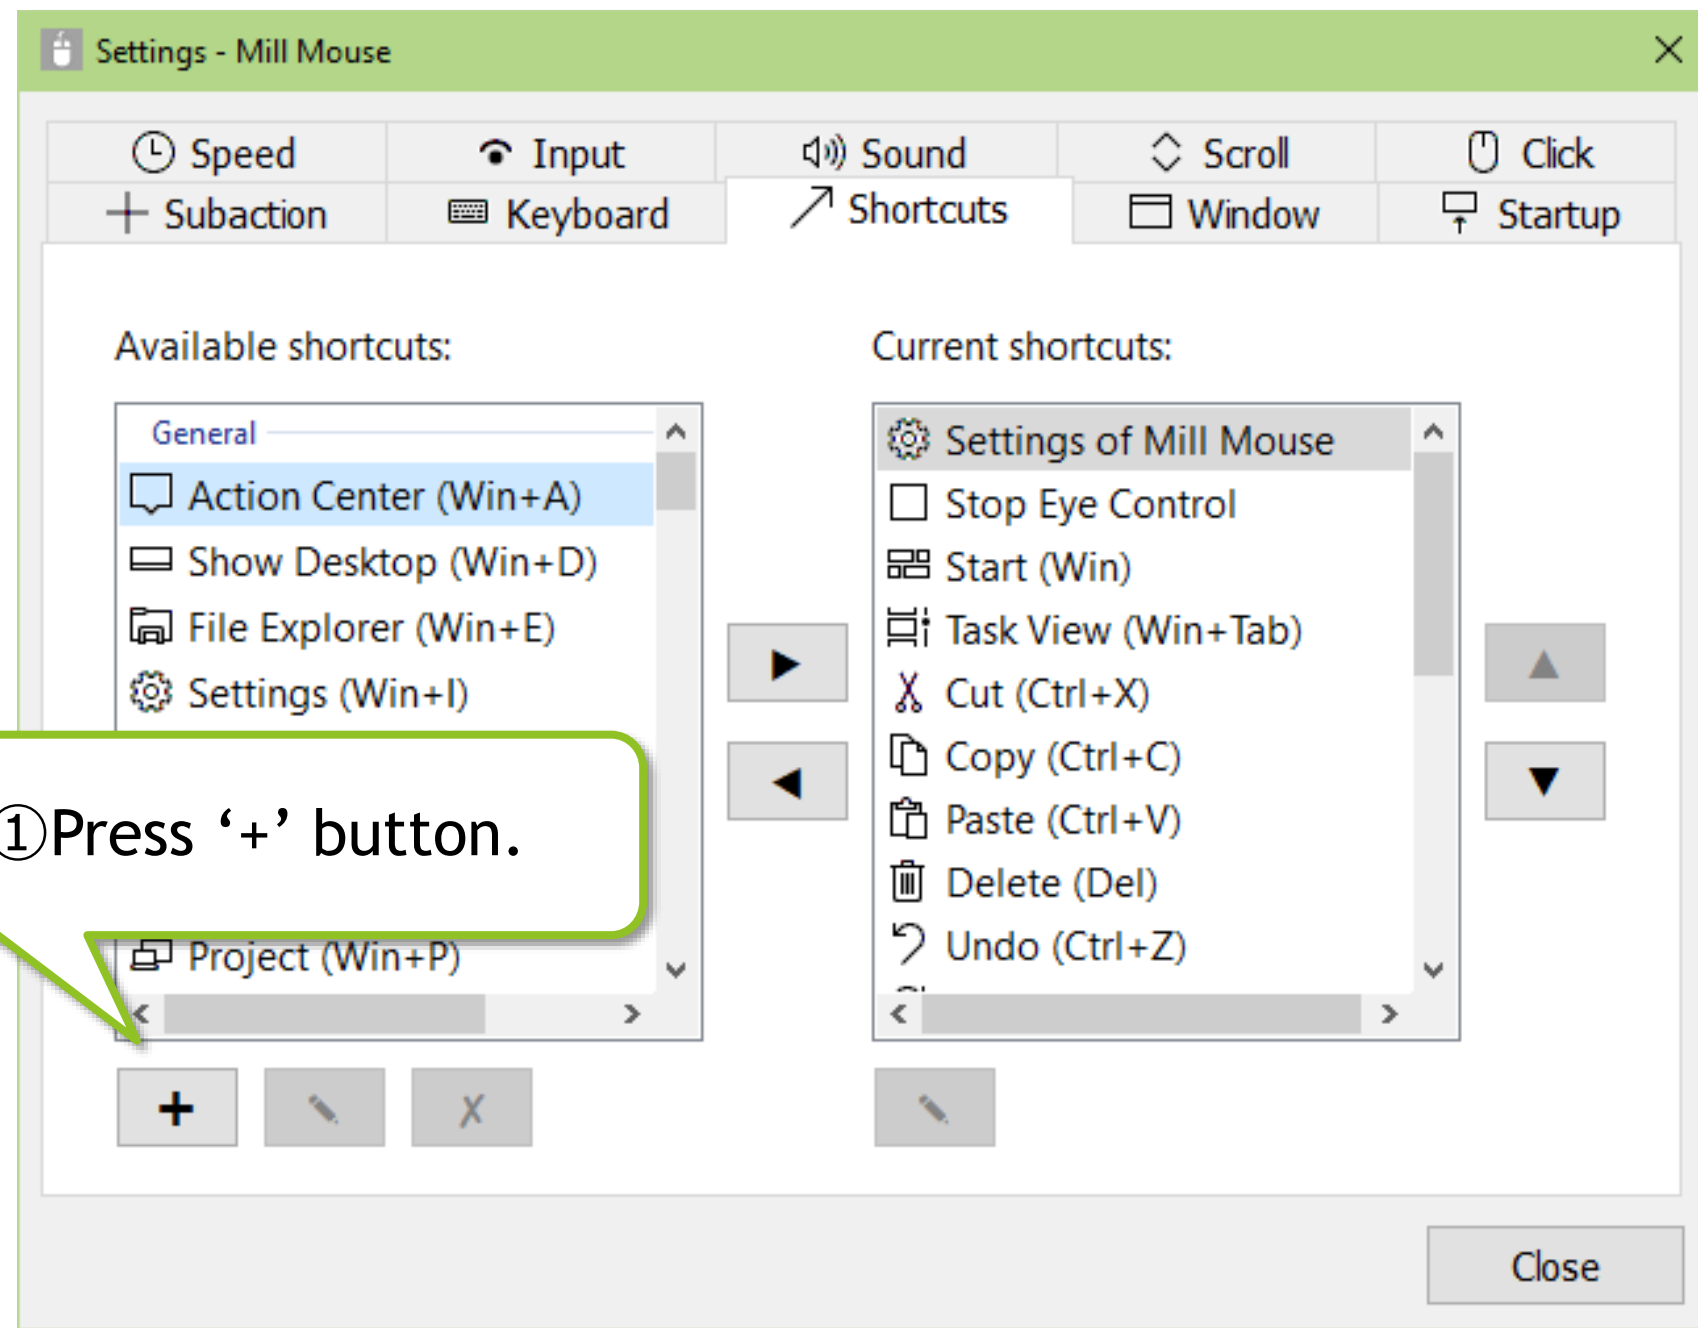 Settings - Mill Mouse
Speed Input Sound Scroll Click
Subaction Keyboard Shortcuts Window Startup
Available shortcuts:
General
Action Center (Win+A)
Show Desktop (Win+D)
File Explorer (Win+E)
Settings (Win+I)
①Press ‘+’ button.
Project (Win+P)
Current shortcuts:
Settings of Mill Mouse
Stop Eye Control
Start (Win)
Task View (Win+Tab)
Cut (Ctrl+X)
Copy (Ctrl+C)
Paste (Ctrl+V)
Delete (Del)
Undo (Ctrl+Z)
Close